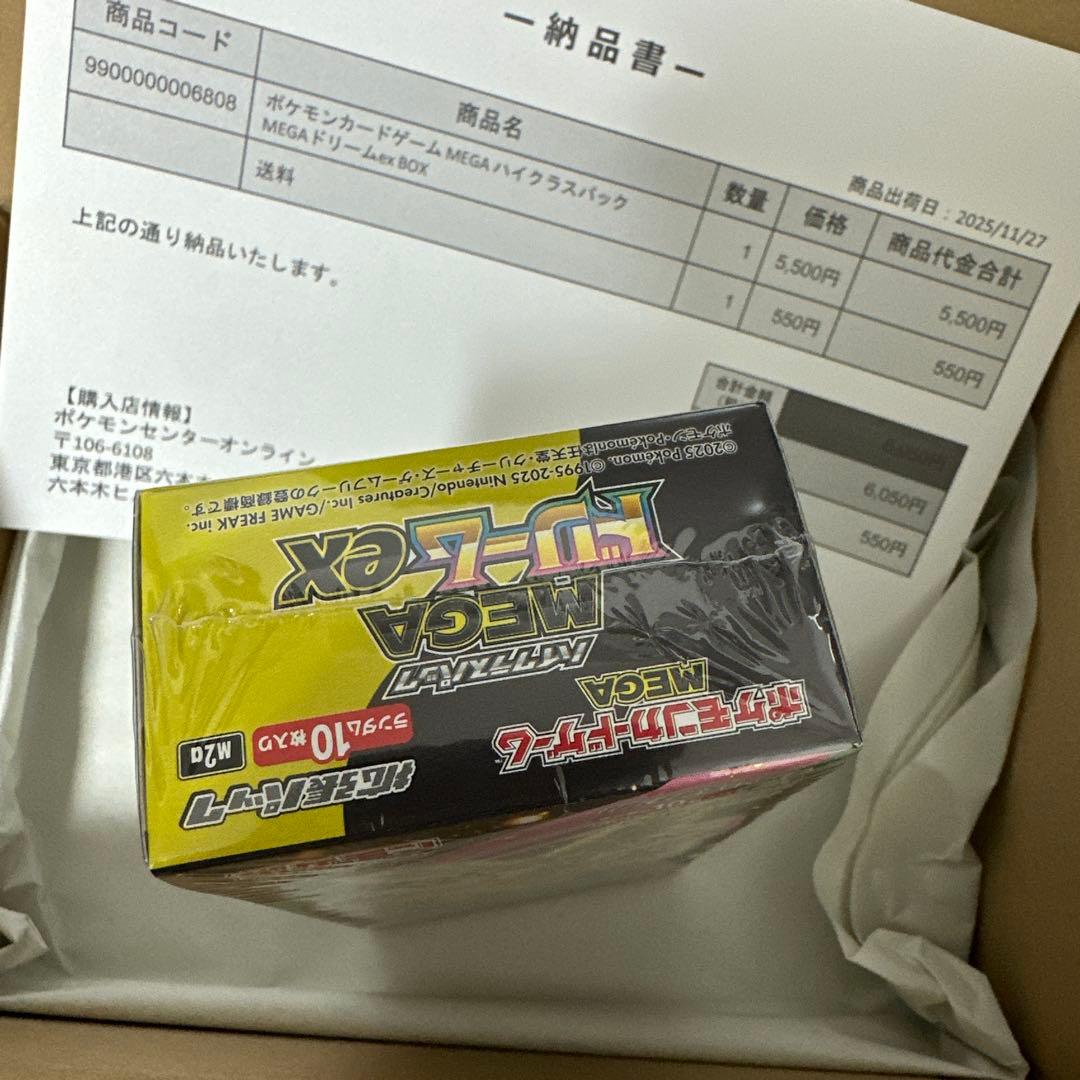 ー納品書ー
商品出荷日：2025/11/27
商品コード 商品名 数量 価格 商品代金合計
9900000006808 ポケモンカードゲーム MEGA ハイクラスパック
MEGAドリームex BOX 1 5,500円 5,500円
送料 1 550円 550円
上記の通り納品いたします。
合計金額
6,050円
550円
【購入店情報】
ポケモンセンターオンライン
〒106-6108
東京都港区六本
六本木ヒ
ポケモンカードゲーム
MEGA
ハイクラスパック
MEGA
ドリームex
拡張パック
ランダム10枚入り
M2a
©2025 Pokémon. ©1995-2025 Nintendo/Creatures Inc./GAME FREAK inc.
ポケモン・Pokémonは任天堂・クリーチャーズ・ゲームフリークの登録商標です。